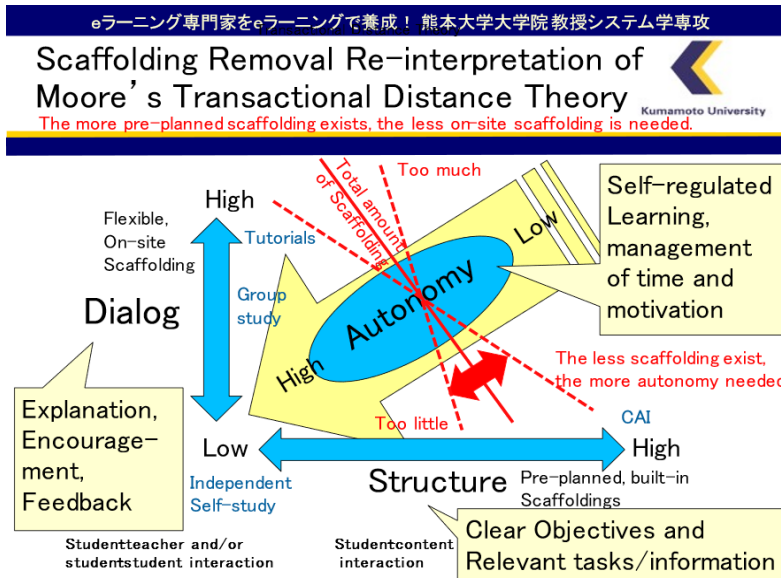 eラーニング専門家をeラーニングで養成！ 熊本大学大学院 教授システム学専攻
Scaffolding Removal Re-interpretation of
Moore's Transactional Distance Theory
Kumamoto University
The more pre-planned scaffolding exists, the less on-site scaffolding is needed.
Total amount
of Scaffolding
Too much
High
Low
Self-regulated
Learning,
management
of time and
motivation
Flexible,
On-site
Scaffolding
Tutorials
Group
study
Dialog
Autonomy
High
The less scaffolding exist,
the more autonomy needed
Explanation,
Encourage-
ment,
Feedback
Too little
CAI
Low
High
Independent
Self-study
Structure
Pre-planned, built-in
Scaffoldings
Clear Objectives and
Relevant tasks/information
Studentteacher and/or
studentstudent interaction
Studentcontent
interaction